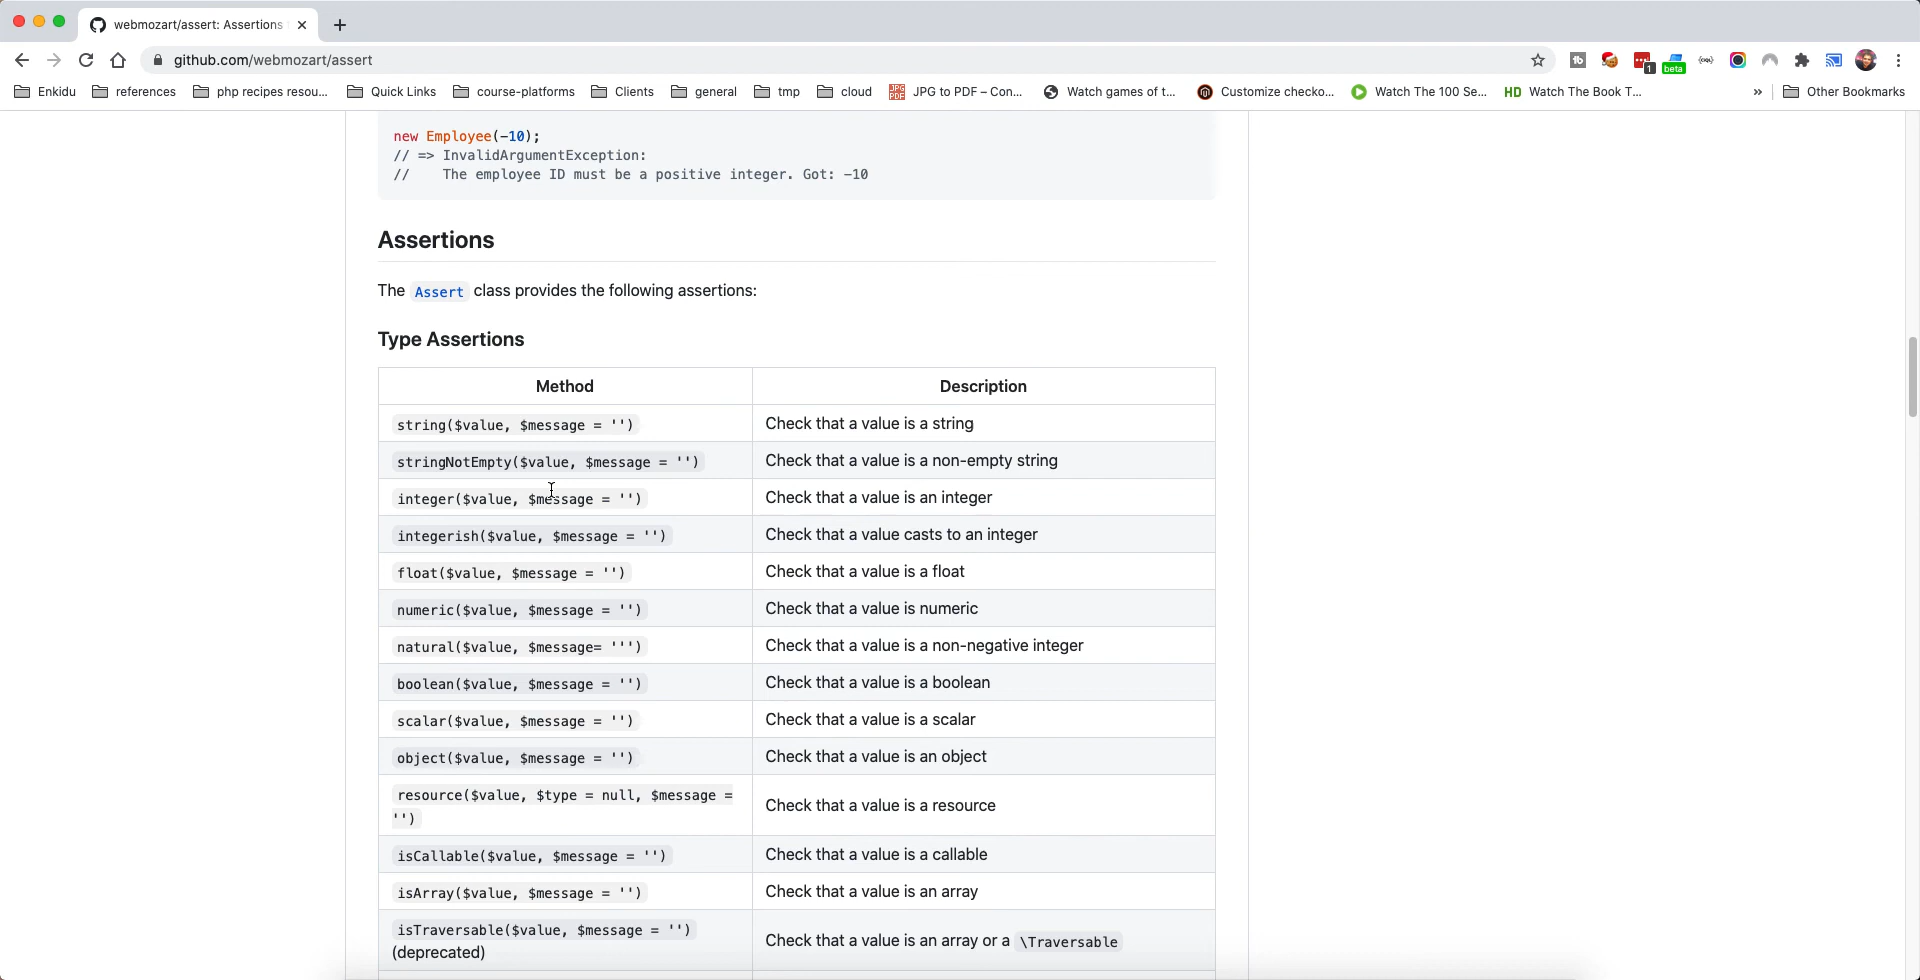 webmozart/assert: Assertions
github.com/webmozart/assert
1
beta
Enkidu
references
php recipes resou...
Quick Links
course-platforms
Clients
general
tmp
cloud
JPG to PDF – Con...
Watch games of t...
Customize checko...
Watch The 100 Se...
HD Watch The Book T...
»
Other Bookmarks
new Employee(-10);
// => InvalidArgumentException:
//    The employee ID must be a positive integer. Got: -10
Assertions
The Assert class provides the following assertions:
Type Assertions
Method Description
string($value, $message = '') Check that a value is a string
stringNotEmpty($value, $message = '') Check that a value is a non-empty string
integer($value, $message = '') Check that a value is an integer
integerish($value, $message = '') Check that a value casts to an integer
float($value, $message = '') Check that a value is a float
numeric($value, $message = '') Check that a value is numeric
natural($value, $message= ''') Check that a value is a non-negative integer
boolean($value, $message = '') Check that a value is a boolean
scalar($value, $message = '') Check that a value is a scalar
object($value, $message = '') Check that a value is an object
resource($value, $type = null, $message =
'') Check that a value is a resource
isCallable($value, $message = '') Check that a value is a callable
isArray($value, $message = '') Check that a value is an array
isTraversable($value, $message = '')
(deprecated) Check that a value is an array or a \Traversable